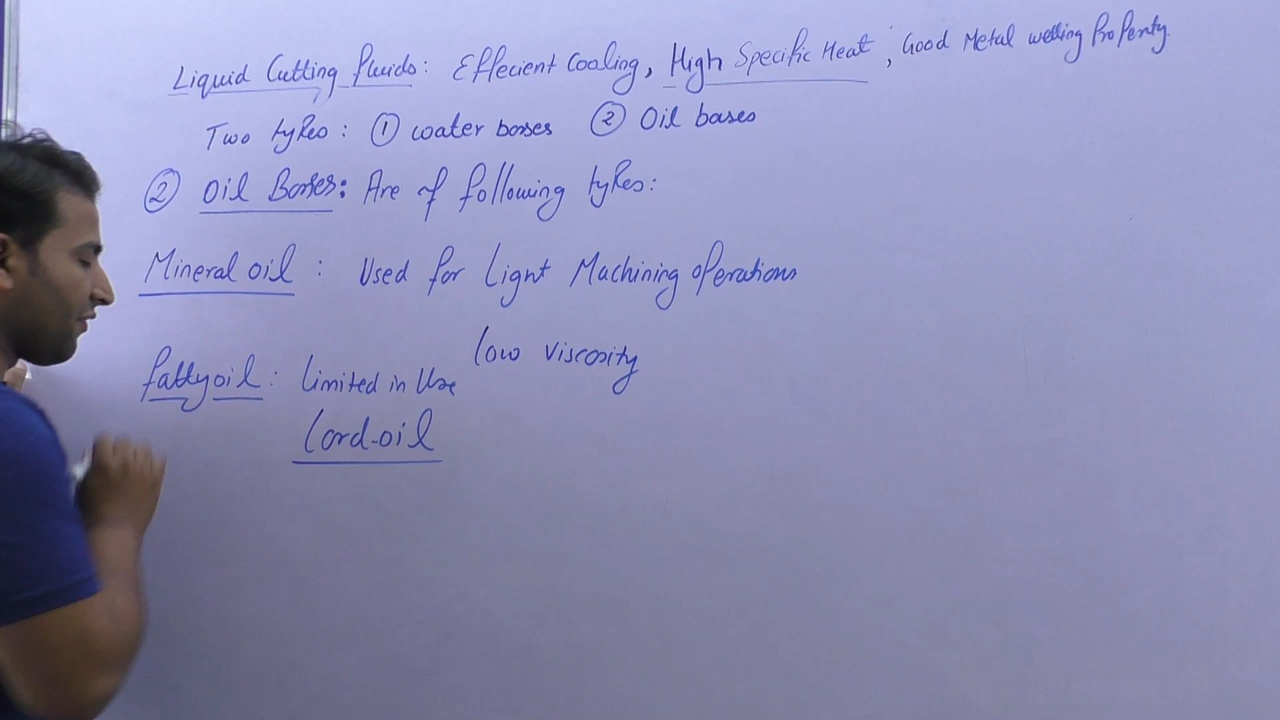 Liquid Cutting fluids: Effecient Cooling, High Specific Heat, Good Metal wetting Property.
Two types: ① water bases ② Oil bases
② Oil Bases: Are of following types:
Mineral oil : Used for Light Machining operations
low viscosity
fatty oil: Limited in Use
Lard-oil